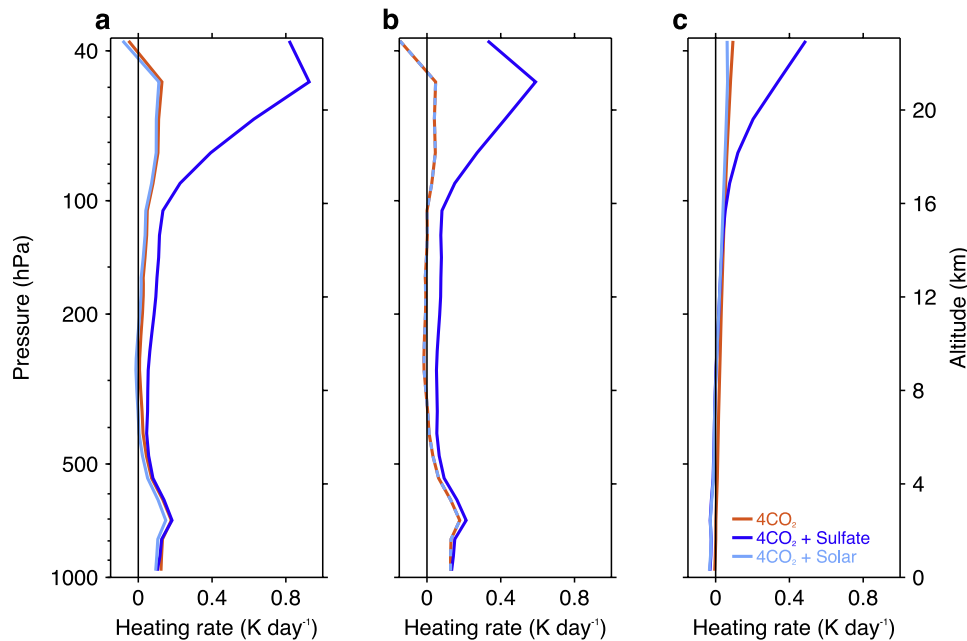 a
b
c
40
100
200
500
1000
Pressure (hPa)
20
16
12
8
4
0
Altitude (km)
4CO₂
4CO₂ + Sulfate
4CO₂ + Solar
0 0.4 0.8
0 0.4 0.8
0 0.4 0.8
Heating rate (K day⁻¹)
Heating rate (K day⁻¹)
Heating rate (K day⁻¹)